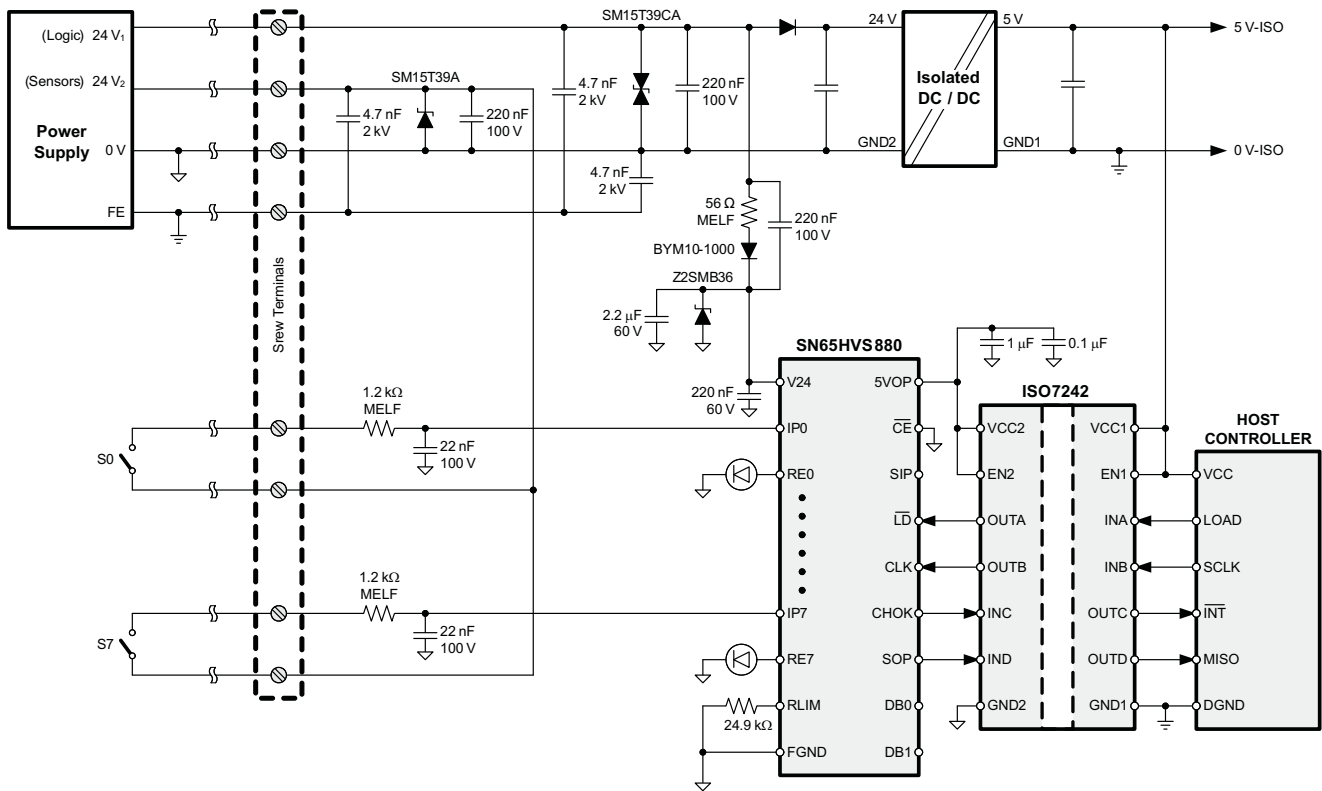 SM15T39CA
(Logic) 24 V₁
24 V
5 V
5 V-ISO
(Sensors) 24 V₂
SM15T39A
4.7 nF
2 kV
220 nF
100 V
4.7 nF
2 kV
220 nF
100 V
Isolated
DC / DC
Power
Supply
0 V
GND2
GND1
0 V-ISO
4.7 nF
2 kV
FE
56 Ω
MELF
220 nF
100 V
BYM10-1000
Z2SMB36
Srew Terminals
2.2 μF
60 V
SN65HVS880
1 μF
0.1 μF
220 nF
60 V
V24
5VOP
ISO7242
HOST
CONTROLLER
1.2 kΩ
MELF
22 nF
100 V
S0
IP0
CE
VCC2
VCC1
RE0
SIP
EN2
EN1
VCC
LD
OUTA
INA
LOAD
CLK
OUTB
INB
SCLK
1.2 kΩ
MELF
22 nF
100 V
S7
IP7
CHOK
INC
OUTC
INT
RE7
SOP
IND
OUTD
MISO
24.9 kΩ
RLIM
DB0
GND2
GND1
DGND
FGND
DB1